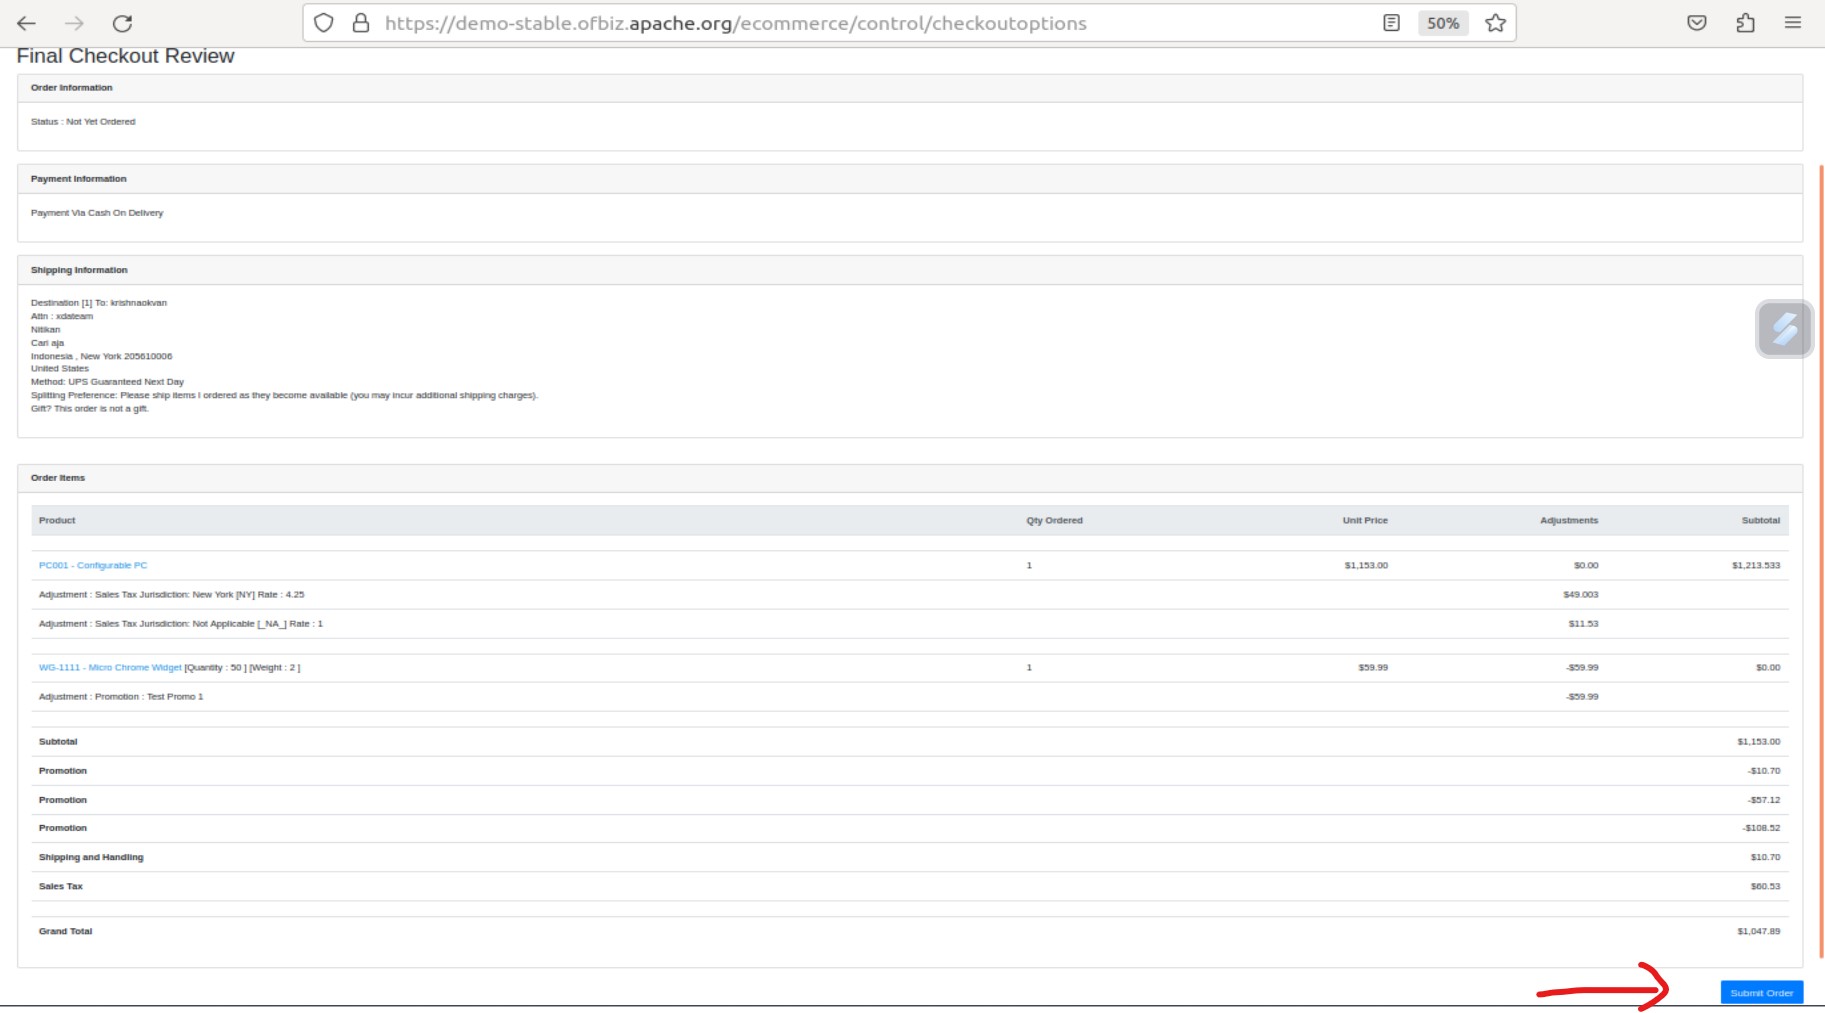 https://demo-stable.ofbiz.apache.org/ecommerce/control/checkoutoptions 50%
Final Checkout Review
Order Information
Status : Not Yet Ordered
Payment Information
Payment Via Cash On Delivery
Shipping Information
Destination [1] To: krishnaokvan
Attn : xdateam
Nitikan
Cari aja
Indonesia , New York 205610006
United States
Method: UPS Guaranteed Next Day
Splitting Preference: Please ship items I ordered as they become available (you may incur additional shipping charges).
Gift? This order is not a gift.
Order Items
Product Qty Ordered Unit Price Adjustments Subtotal
PC001 - Configurable PC 1 $1,153.00 $0.00 $1,213.533
Adjustment : Sales Tax Jurisdiction: New York [NY] Rate : 4.25 $49.003
Adjustment : Sales Tax Jurisdiction: Not Applicable [_NA_] Rate : 1 $11.53
WG-1111 - Micro Chrome Widget [Quantity : 50 ] [Weight : 2 ] 1 $59.99 -$59.99 $0.00
Adjustment : Promotion : Test Promo 1 -$59.99
Subtotal $1,153.00
Promotion -$10.70
Promotion -$57.12
Promotion -$108.52
Shipping and Handling $10.70
Sales Tax $60.53
Grand Total $1,047.89
Submit Order